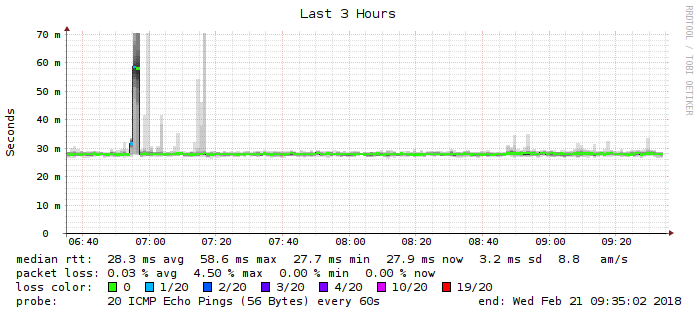 Last 3 Hours
RRDTOOL / TOBI OETIKER
Seconds
70 m
60 m
50 m
40 m
30 m
20 m
10 m
0
06:40 07:00 07:20 07:40 08:00 08:20 08:40 09:00 09:20
median rtt: 28.3 ms avg 58.6 ms max 27.7 ms min 27.9 ms now 3.2 ms sd 8.8 am/s
packet loss: 0.03 % avg 4.50 % max 0.00 % min 0.00 % now
loss color: 0 1/20 2/20 3/20 4/20 10/20 19/20
probe: 20 ICMP Echo Pings (56 Bytes) every 60s end: Wed Feb 21 09:35:02 2018